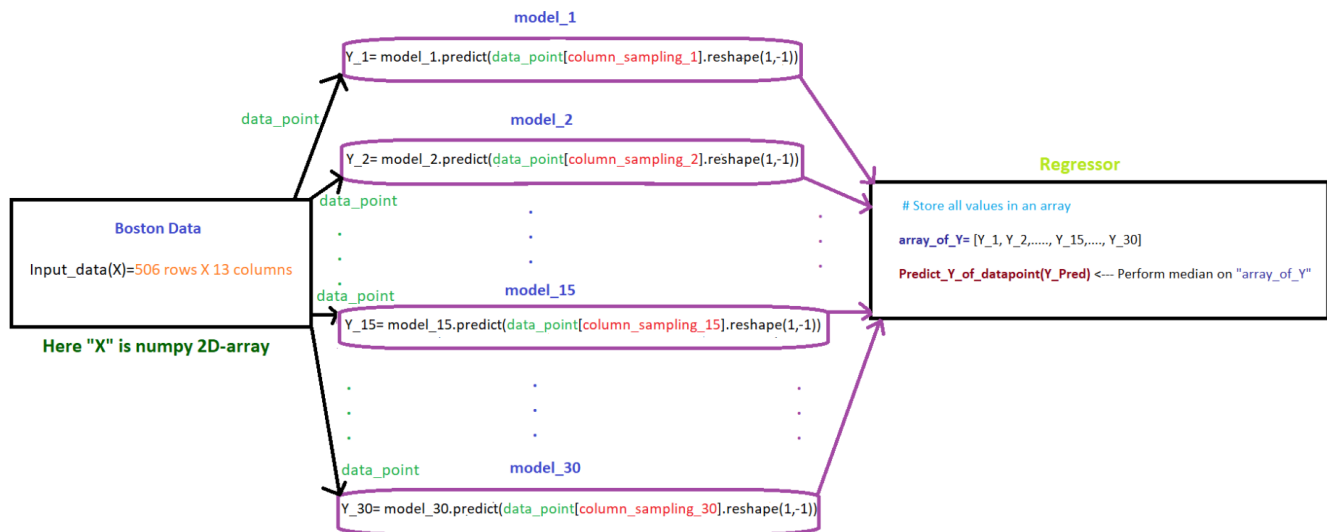 model_1
Y_1= model_1.predict(data_point[column_sampling_1].reshape(1,-1))
data_point
model_2
Y_2= model_2.predict(data_point[column_sampling_2].reshape(1,-1))
data_point
Regressor
# Store all values in an array
array_of_Y= [Y_1, Y_2,....., Y_15,...., Y_30]
Predict_Y_of_datapoint(Y_Pred) <--- Perform median on "array_of_Y"
Boston Data
Input_data(X)=506 rows X 13 columns
Here "X" is numpy 2D-array
data_point
model_15
Y_15= model_15.predict(data_point[column_sampling_15].reshape(1,-1))
data_point
model_30
Y_30= model_30.predict(data_point[column_sampling_30].reshape(1,-1))